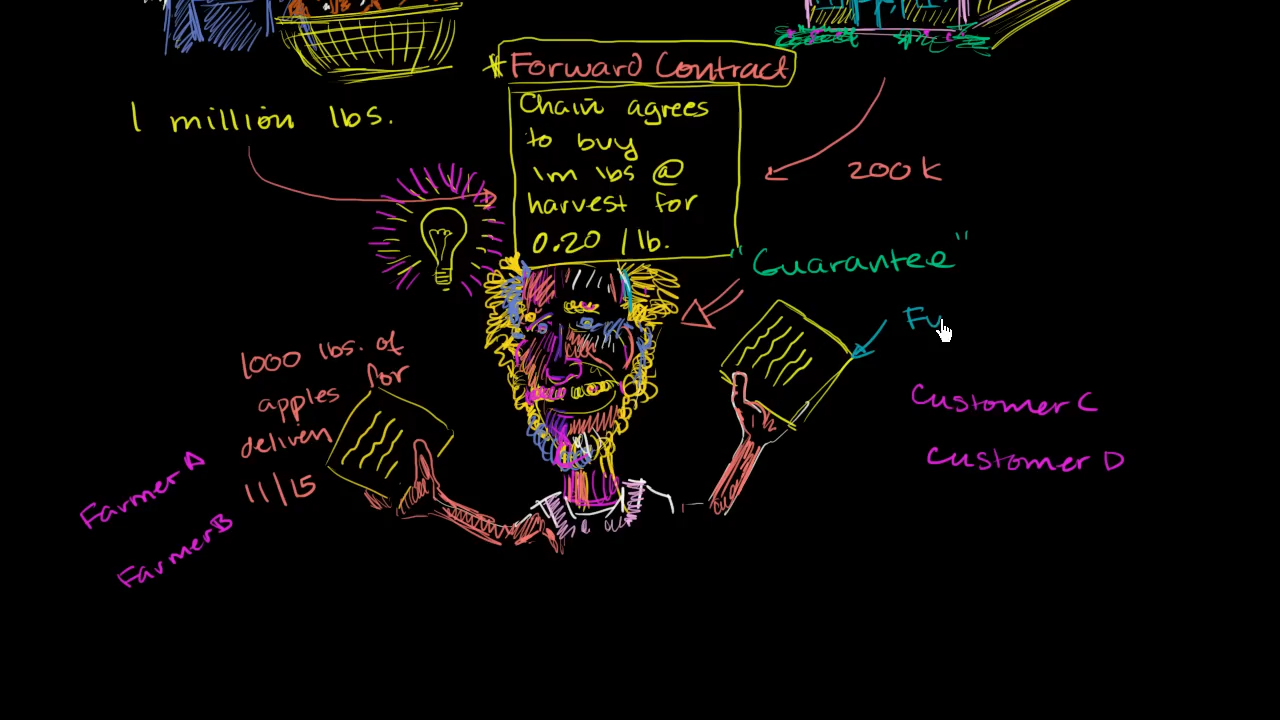 * Forward Contract
1 million lbs.
Chain agrees
to buy
1m lbs @
harvest for
0.20 / lb.
200 K
"Guarantee"
Fu
1000 lbs. of
apples for
delivery
11/15
Farmer A
Farmer B
Customer C
Customer D